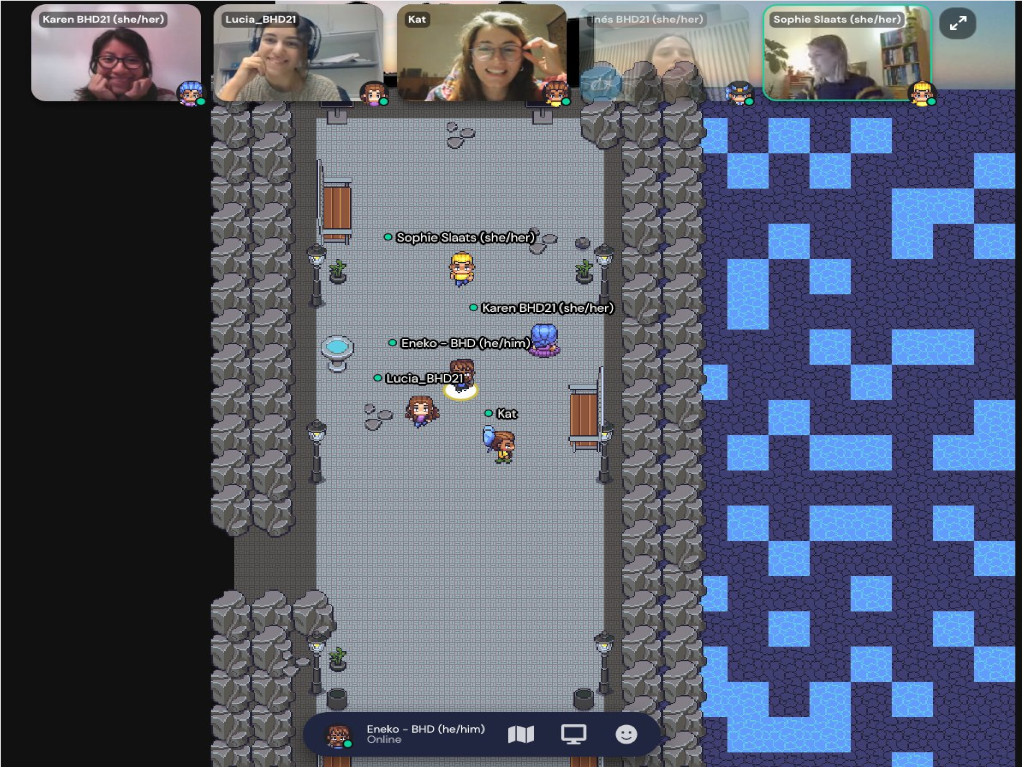 Karen BHD21 (she/her)
Lucia_BHD21
Kat
Inés BHD21 (she/her)
Sophie Slaats (she/her)
Sophie Slaats (she/her)
Karen BHD21 (she/her)
Eneko - BHD (he/him)
Lucia_BHD21
Kat
Eneko - BHD (he/him)
Online